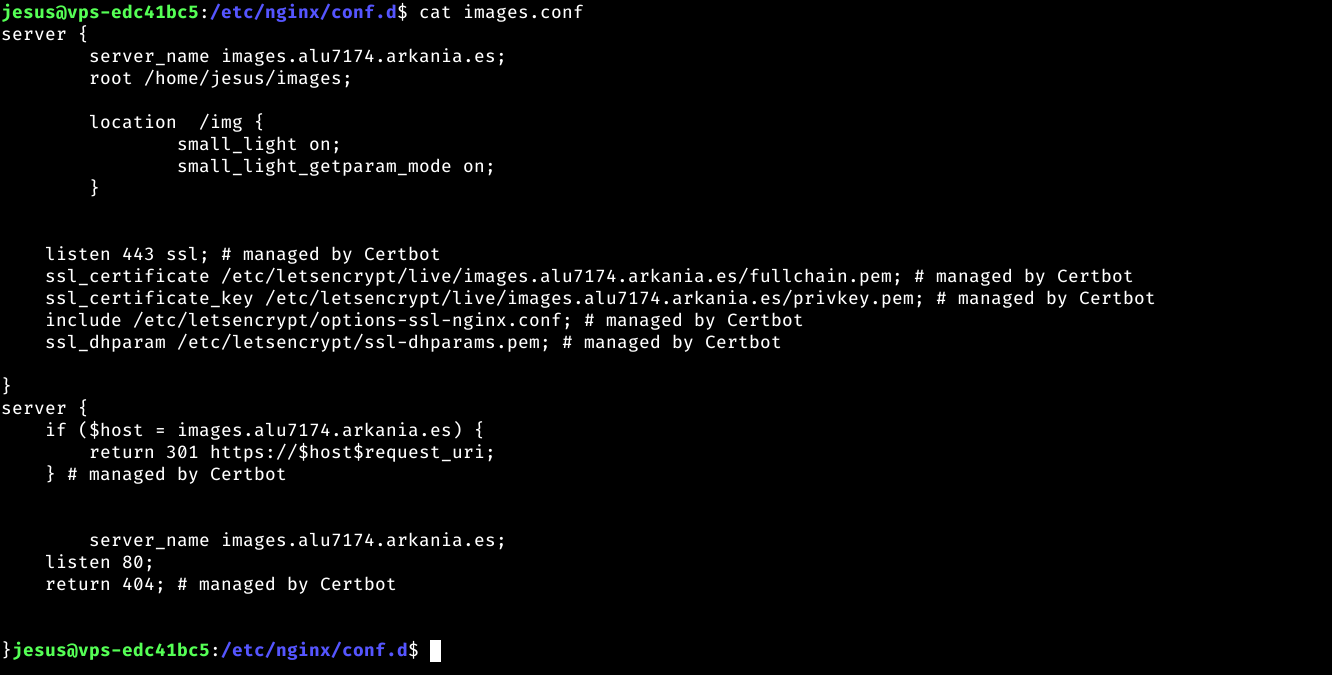 jesus@vps-edc41bc5:/etc/nginx/conf.d$ cat images.conf
server {
        server_name images.alu7174.arkania.es;
        root /home/jesus/images;

        location  /img {
                small_light on;
                small_light_getparam_mode on;
        }


    listen 443 ssl; # managed by Certbot
    ssl_certificate /etc/letsencrypt/live/images.alu7174.arkania.es/fullchain.pem; # managed by Certbot
    ssl_certificate_key /etc/letsencrypt/live/images.alu7174.arkania.es/privkey.pem; # managed by Certbot
    include /etc/letsencrypt/options-ssl-nginx.conf; # managed by Certbot
    ssl_dhparam /etc/letsencrypt/ssl-dhparams.pem; # managed by Certbot

}
server {
    if ($host = images.alu7174.arkania.es) {
        return 301 https://$host$request_uri;
    } # managed by Certbot


        server_name images.alu7174.arkania.es;
    listen 80;
    return 404; # managed by Certbot


}jesus@vps-edc41bc5:/etc/nginx/conf.d$